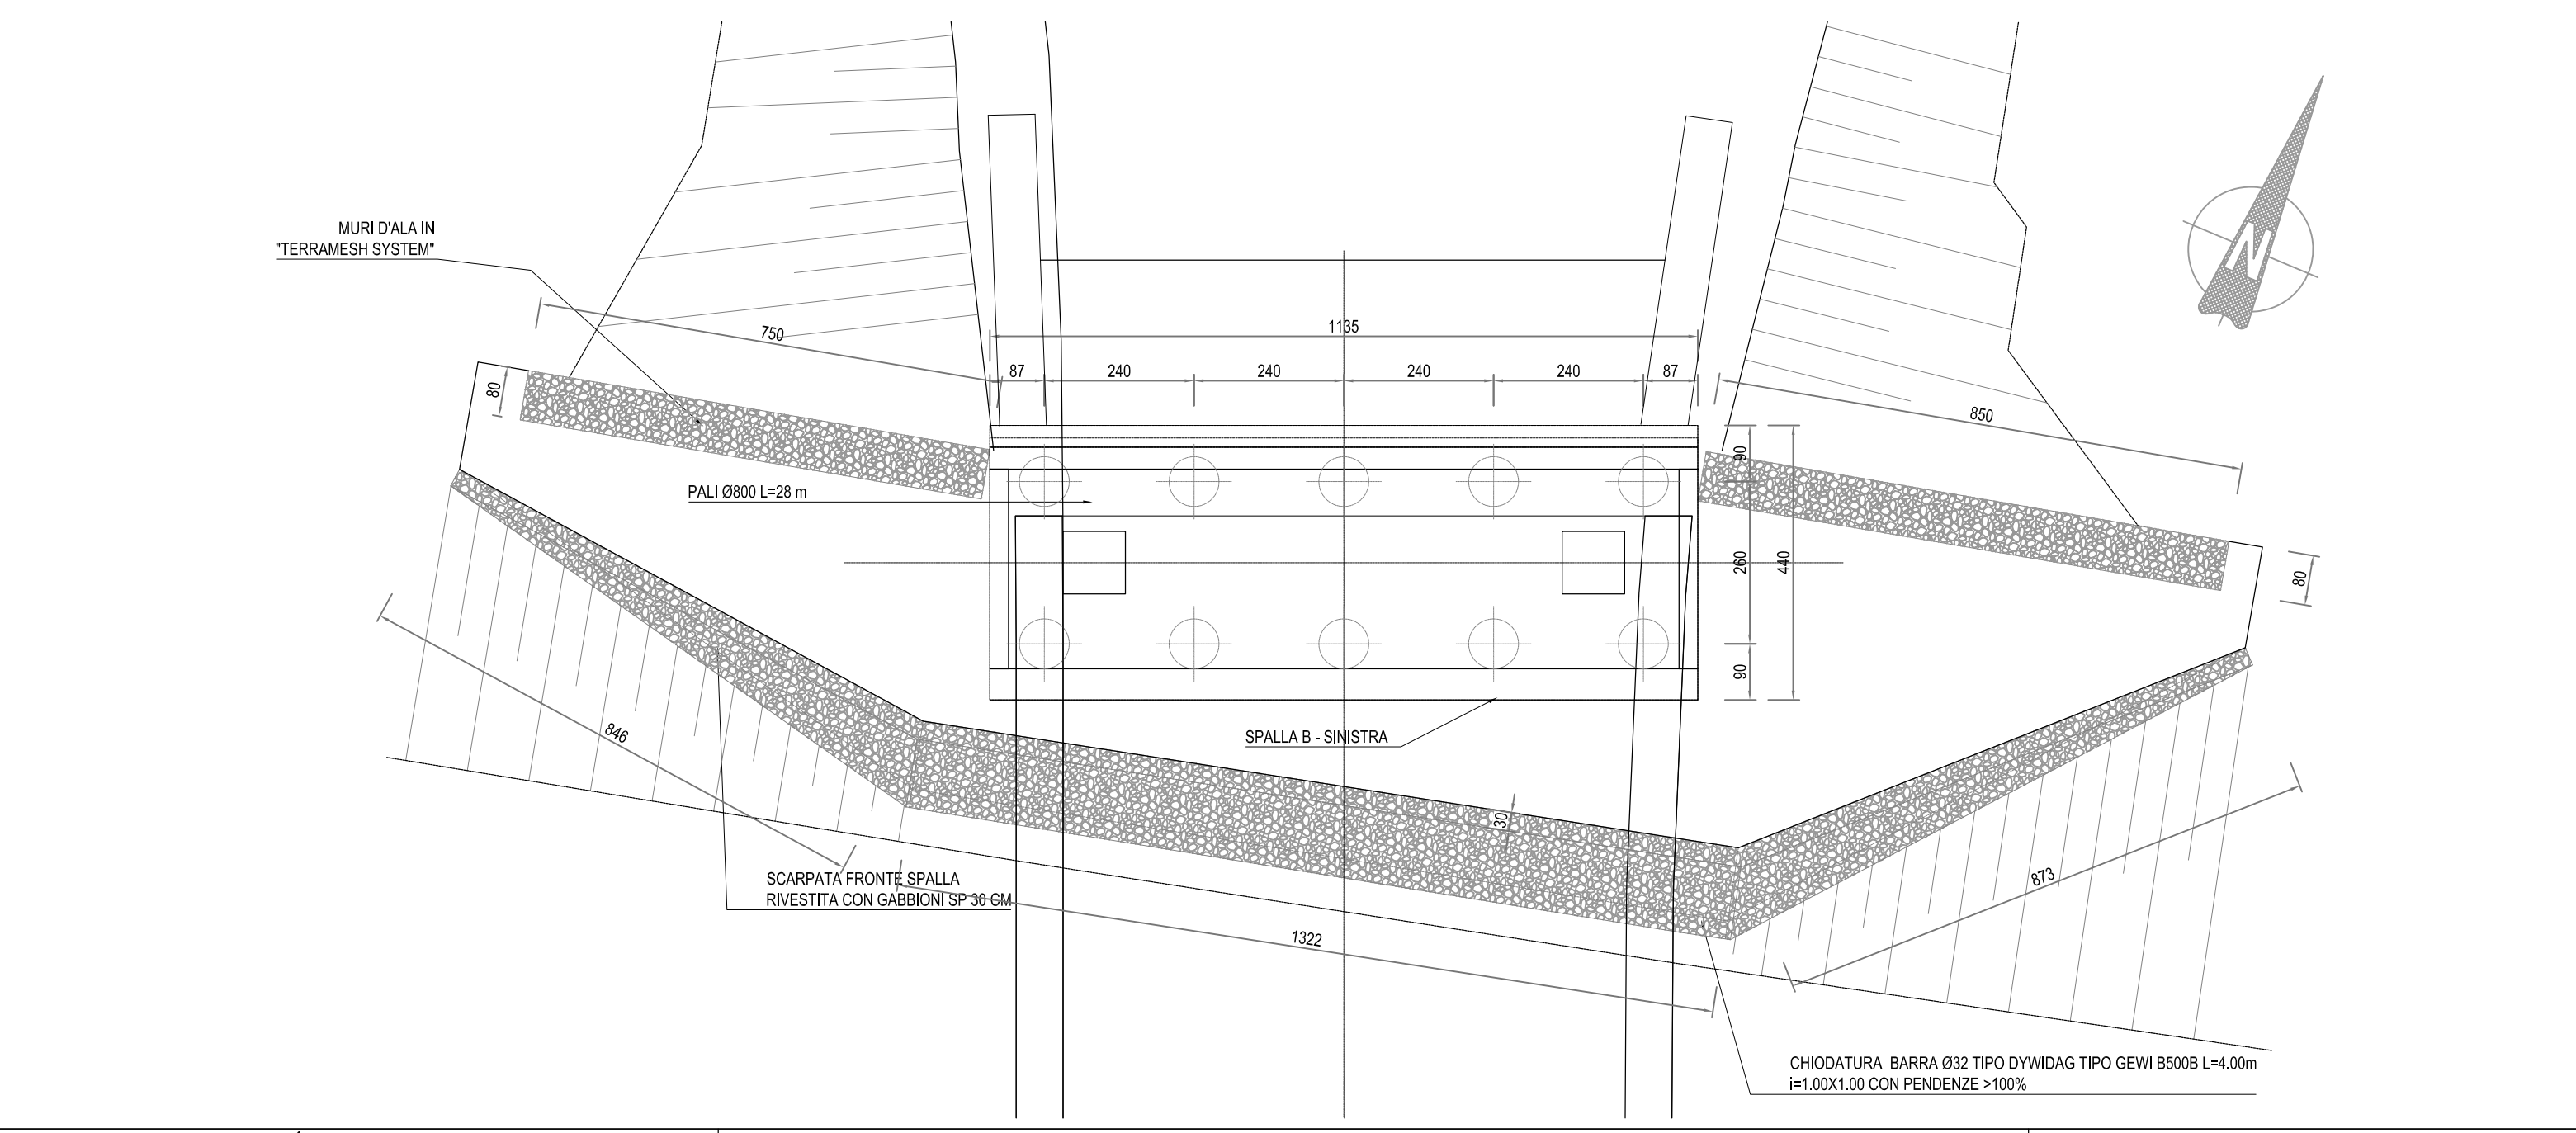 MURI D'ALA IN
"TERRAMESH SYSTEM"
750
1135
87
240
240
240
240
87
80
850
90
PALI Ø800 L=28 m
260
440
80
90
846
SPALLA B - SINISTRA
30
SCARPATA FRONTE SPALLA
RIVESTITA CON GABBIONI SP 30 CM
873
1322
CHIODATURA BARRA Ø32 TIPO DYWIDAG TIPO GEWI B500B L=4.00m
i=1.00X1.00 CON PENDENZE >100%
N